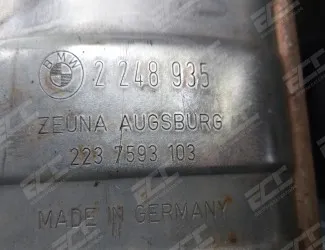 BMW 2 248 935
ZEUNA AUGSBURG
223 7593 103
MADE IN GERMANY